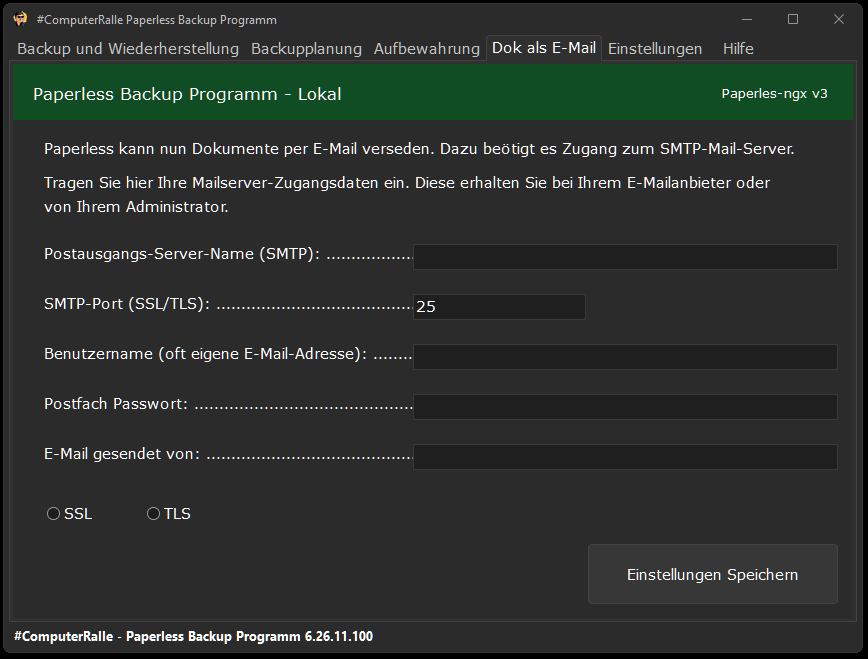 #ComputerRalle Paperless Backup Programm
Backup und Wiederherstellung Backupplanung Aufbewahrung Dok als E-Mail Einstellungen Hilfe
Paperless Backup Programm - Lokal Paperles-ngx v3
Paperless kann nun Dokumente per E-Mail verseden. Dazu beötigt es Zugang zum SMTP-Mail-Server.
Tragen Sie hier Ihre Mailserver-Zugangsdaten ein. Diese erhalten Sie bei Ihrem E-Mailanbieter oder
von Ihrem Administrator.
Postausgangs-Server-Name (SMTP): .................
SMTP-Port (SSL/TLS): ....................................... 25
Benutzername (oft eigene E-Mail-Adresse): ........
Postfach Passwort: ............................................
E-Mail gesendet von: .........................................
SSL TLS
Einstellungen Speichern
#ComputerRalle - Paperless Backup Programm 6.26.11.100